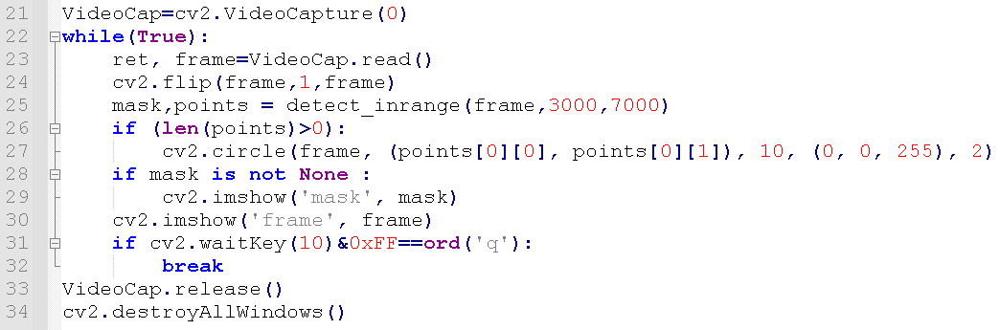 21 VideoCap=cv2.VideoCapture(0)
22 while(True):
23     ret, frame=VideoCap.read()
24     cv2.flip(frame,1,frame)
25     mask,points = detect_inrange(frame,3000,7000)
26     if (len(points)>0):
27         cv2.circle(frame, (points[0][0], points[0][1]), 10, (0, 0, 255), 2)
28     if mask is not None :
29         cv2.imshow('mask', mask)
30     cv2.imshow('frame', frame)
31     if cv2.waitKey(10)&0xFF==ord('q'):
32         break
33 VideoCap.release()
34 cv2.destroyAllWindows()